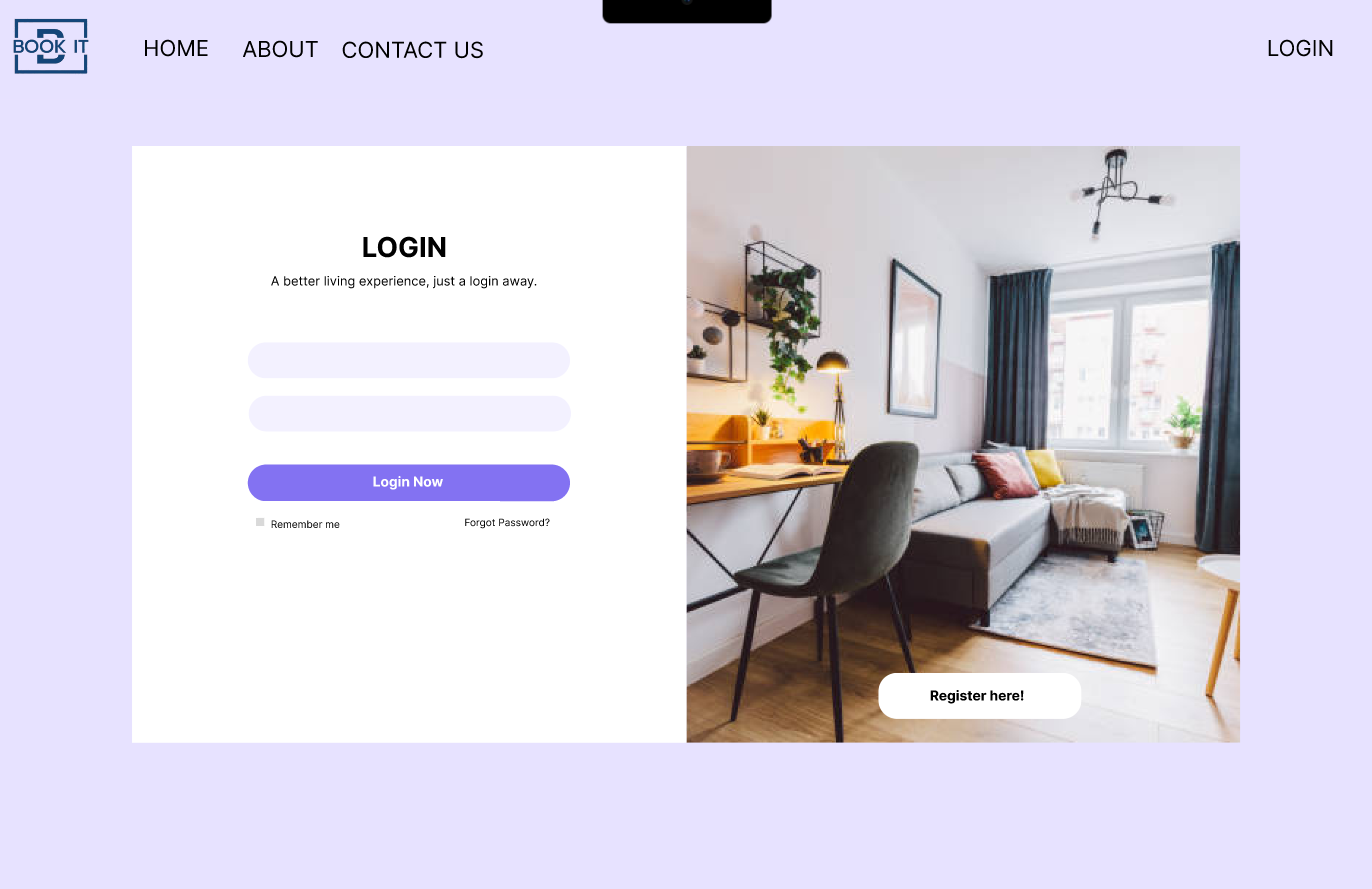 BOOK IT
B
HOME
ABOUT
CONTACT US
LOGIN
LOGIN
A better living experience, just a login away.
Login Now
Remember me
Forgot Password?
Register here!